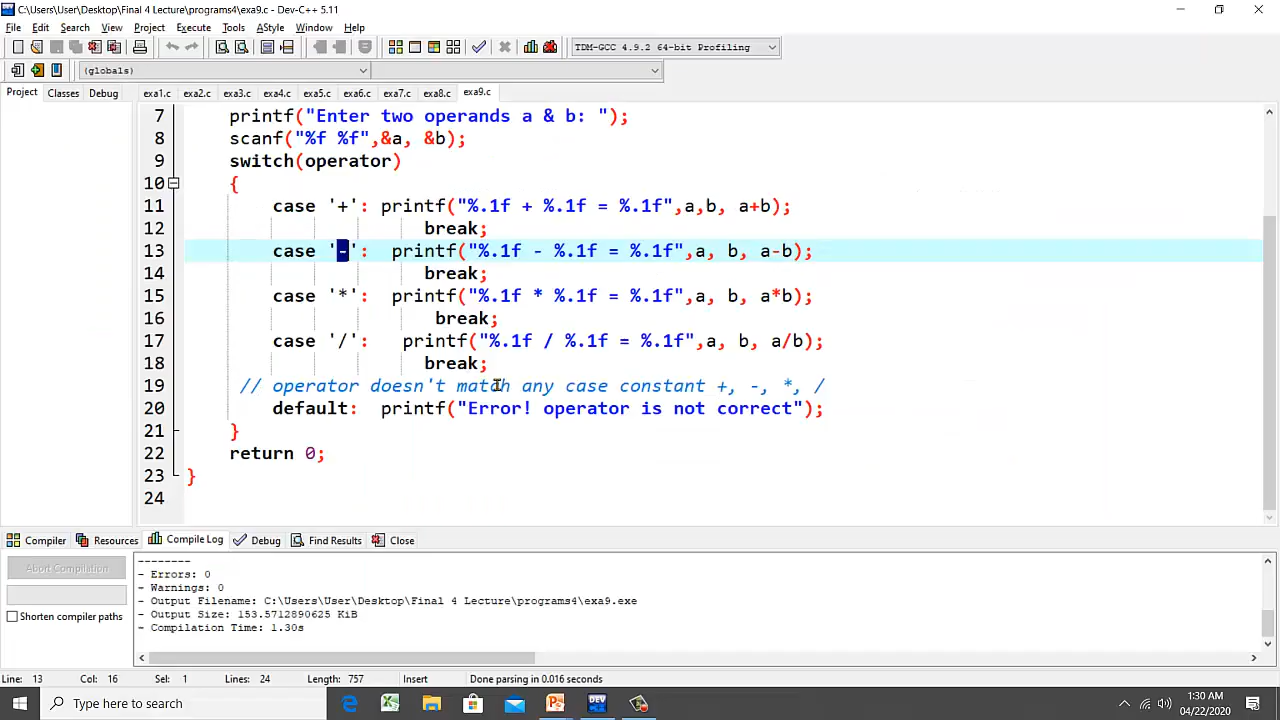 C:\Users\User\Desktop\Final 4 Lecture\programs4\exa9.c - Dev-C++ 5.11
File Edit Search View Project Execute Tools AStyle Window Help
TDM-GCC 4.9.2 64-bit Profiling
(globals)
Project Classes Debug exa1.c exa2.c exa3.c exa4.c exa5.c exa6.c exa7.c exa8.c exa9.c
7 printf("Enter two operands a & b: ");
8 scanf("%f %f",&a, &b);
9 switch(operator)
10 {
11 case '+': printf("%.1f + %.1f = %.1f",a,b, a+b);
12 break;
13 case '-': printf("%.1f - %.1f = %.1f",a, b, a-b);
14 break;
15 case '*': printf("%.1f * %.1f = %.1f",a, b, a*b);
16 break;
17 case '/': printf("%.1f / %.1f = %.1f",a, b, a/b);
18 break;
19 // operator doesn't match any case constant +, -, *, /
20 default: printf("Error! operator is not correct");
21 }
22 return 0;
23 }
24
Compiler Resources Compile Log Debug Find Results Close
Abort Compilation
Shorten compiler paths
--------
- Errors: 0
- Warnings: 0
- Output Filename: C:\Users\User\Desktop\Final 4 Lecture\programs4\exa9.exe
- Output Size: 153.5712890625 KiB
- Compilation Time: 1.30s
Line: 13 Col: 16 Sel: 1 Lines: 24 Length: 757 Insert Done parsing in 0.016 seconds
Type here to search
1:30 AM
04/22/2020